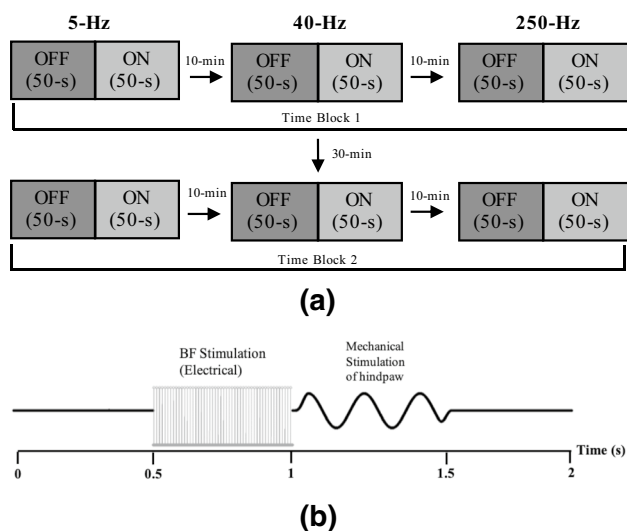 5-Hz 40-Hz 250-Hz
OFF ON 10-min OFF ON 10-min OFF ON
(50-s) (50-s) (50-s) (50-s) (50-s) (50-s)
Time Block 1
30-min
OFF ON 10-min OFF ON 10-min OFF ON
(50-s) (50-s) (50-s) (50-s) (50-s) (50-s)
Time Block 2
(a)
BF Stimulation
(Electrical)
Mechanical
Stimulation
of hindpaw
Time (s)
0 0.5 1 1.5 2
(b)